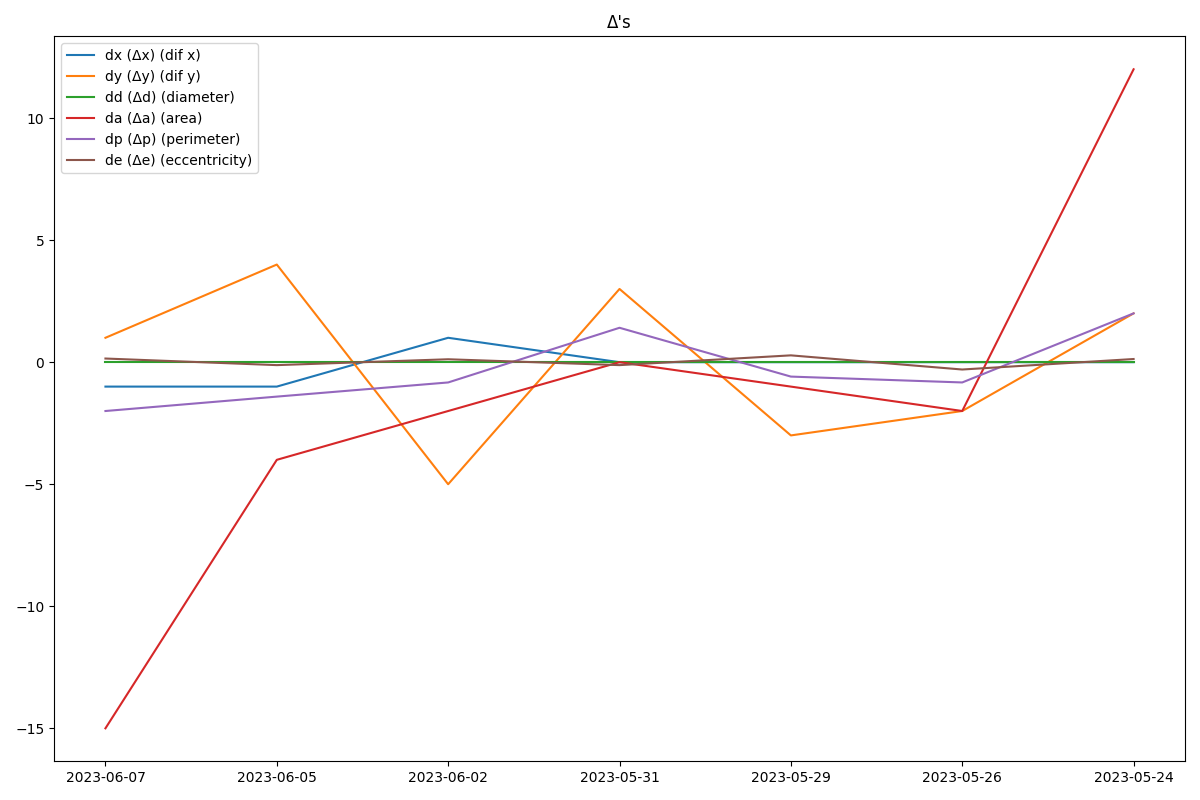 Δ's
dx (Δx) (dif x)
dy (Δy) (dif y)
dd (Δd) (diameter)
da (Δa) (area)
dp (Δp) (perimeter)
de (Δe) (eccentricity)
10
5
0
−5
−10
−15
2023-06-07 2023-06-05 2023-06-02 2023-05-31 2023-05-29 2023-05-26 2023-05-24